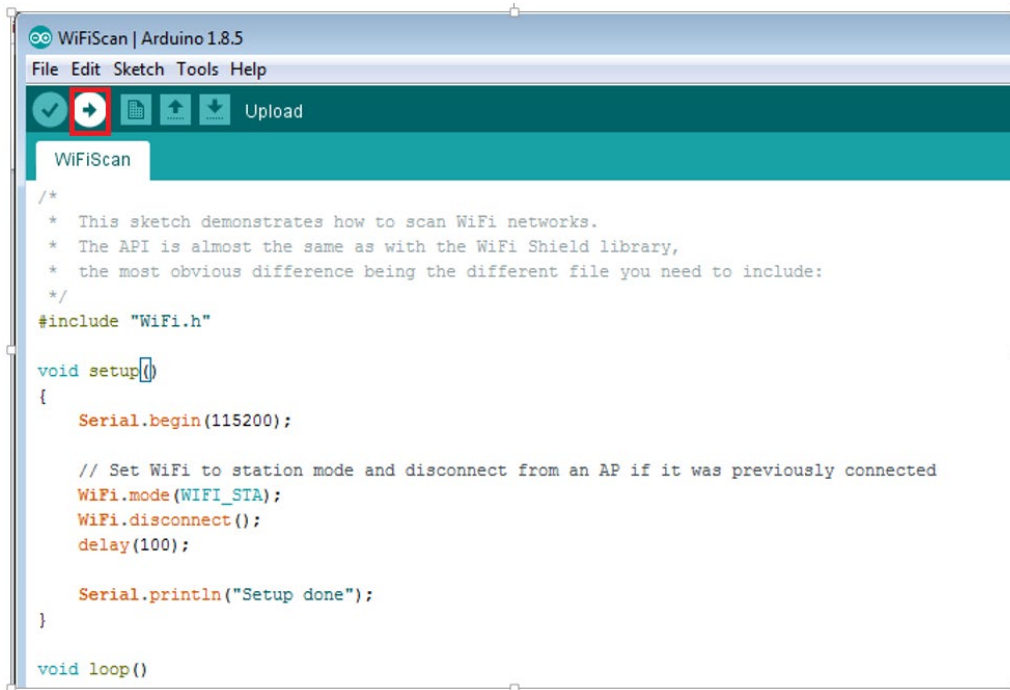 WiFiScan | Arduino 1.8.5
File Edit Sketch Tools Help
Upload
WiFiScan
/*
 *  This sketch demonstrates how to scan WiFi networks.
 *  The API is almost the same as with the WiFi Shield library,
 *  the most obvious difference being the different file you need to include:
 */
#include "WiFi.h"

void setup()
{
    Serial.begin(115200);

    // Set WiFi to station mode and disconnect from an AP if it was previously connected
    WiFi.mode(WIFI_STA);
    WiFi.disconnect();
    delay(100);

    Serial.println("Setup done");
}

void loop()